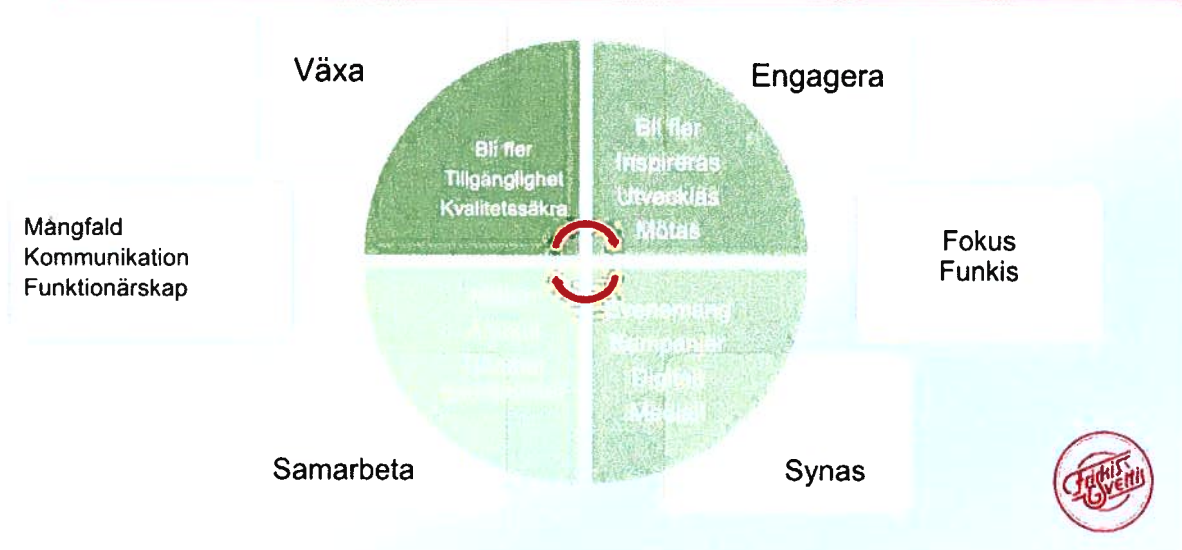 Växa
Engagera
Bli fler
Tillgänglighet
Kvalitetssäkra
Bli fler
Inspireras
Utvecklas
Mötas
Mångfald
Kommunikation
Funktionärskap
Fokus
Funkis
Evenemang
Kampanjer
Digitalt
Medialt
Samarbeta
Synas